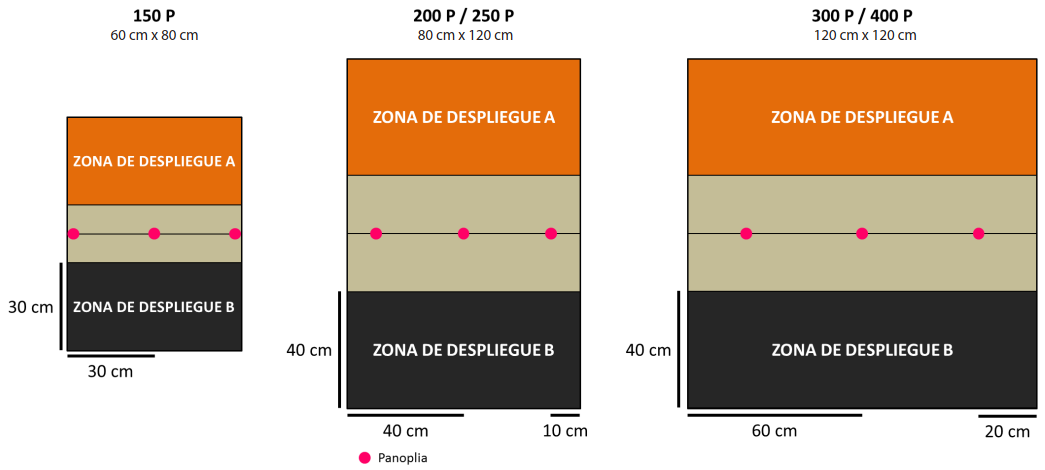 150 P
60 cm x 80 cm
ZONA DE DESPLIEGUE A
ZONA DE DESPLIEGUE B
30 cm
30 cm
200 P / 250 P
80 cm x 120 cm
ZONA DE DESPLIEGUE A
ZONA DE DESPLIEGUE B
40 cm
40 cm
10 cm
Panoplia
300 P / 400 P
120 cm x 120 cm
ZONA DE DESPLIEGUE A
ZONA DE DESPLIEGUE B
40 cm
60 cm
20 cm